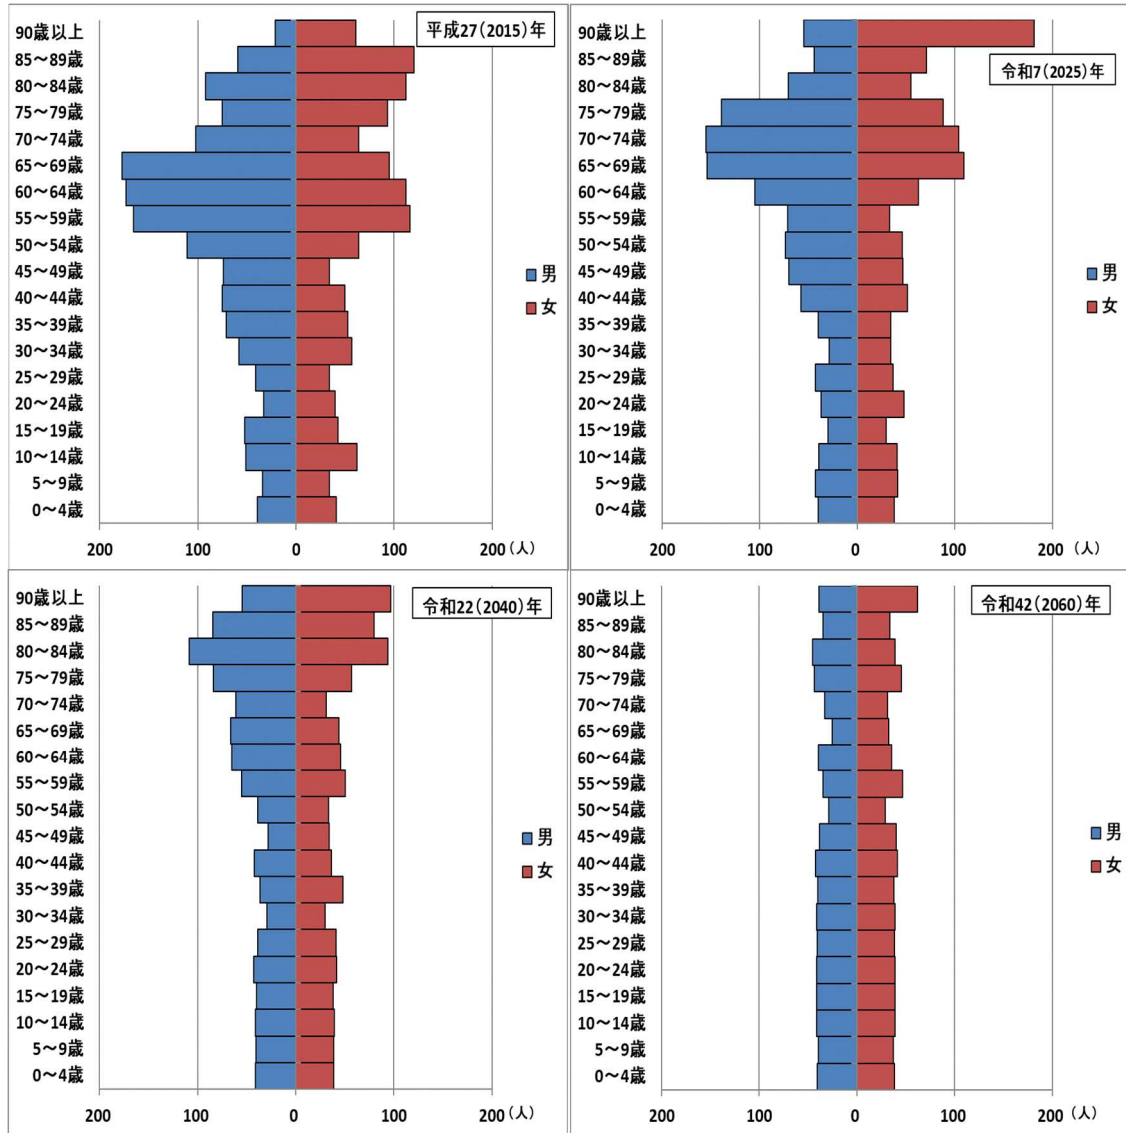 平成27(2015)年
90歳以上
85～89歳
80～84歳
75～79歳
70～74歳
65～69歳
60～64歳
55～59歳
50～54歳
45～49歳
40～44歳
35～39歳
30～34歳
25～29歳
20～24歳
15～19歳
10～14歳
5～9歳
0～4歳
男
女
200 100 0 100 200 (人)
令和7(2025)年
90歳以上
85～89歳
80～84歳
75～79歳
70～74歳
65～69歳
60～64歳
55～59歳
50～54歳
45～49歳
40～44歳
35～39歳
30～34歳
25～29歳
20～24歳
15～19歳
10～14歳
5～9歳
0～4歳
男
女
200 100 0 100 200 (人)
令和22(2040)年
90歳以上
85～89歳
80～84歳
75～79歳
70～74歳
65～69歳
60～64歳
55～59歳
50～54歳
45～49歳
40～44歳
35～39歳
30～34歳
25～29歳
20～24歳
15～19歳
10～14歳
5～9歳
0～4歳
男
女
200 100 0 100 200 (人)
令和42(2060)年
90歳以上
85～89歳
80～84歳
75～79歳
70～74歳
65～69歳
60～64歳
55～59歳
50～54歳
45～49歳
40～44歳
35～39歳
30～34歳
25～29歳
20～24歳
15～19歳
10～14歳
5～9歳
0～4歳
男
女
200 100 0 100 200 (人)